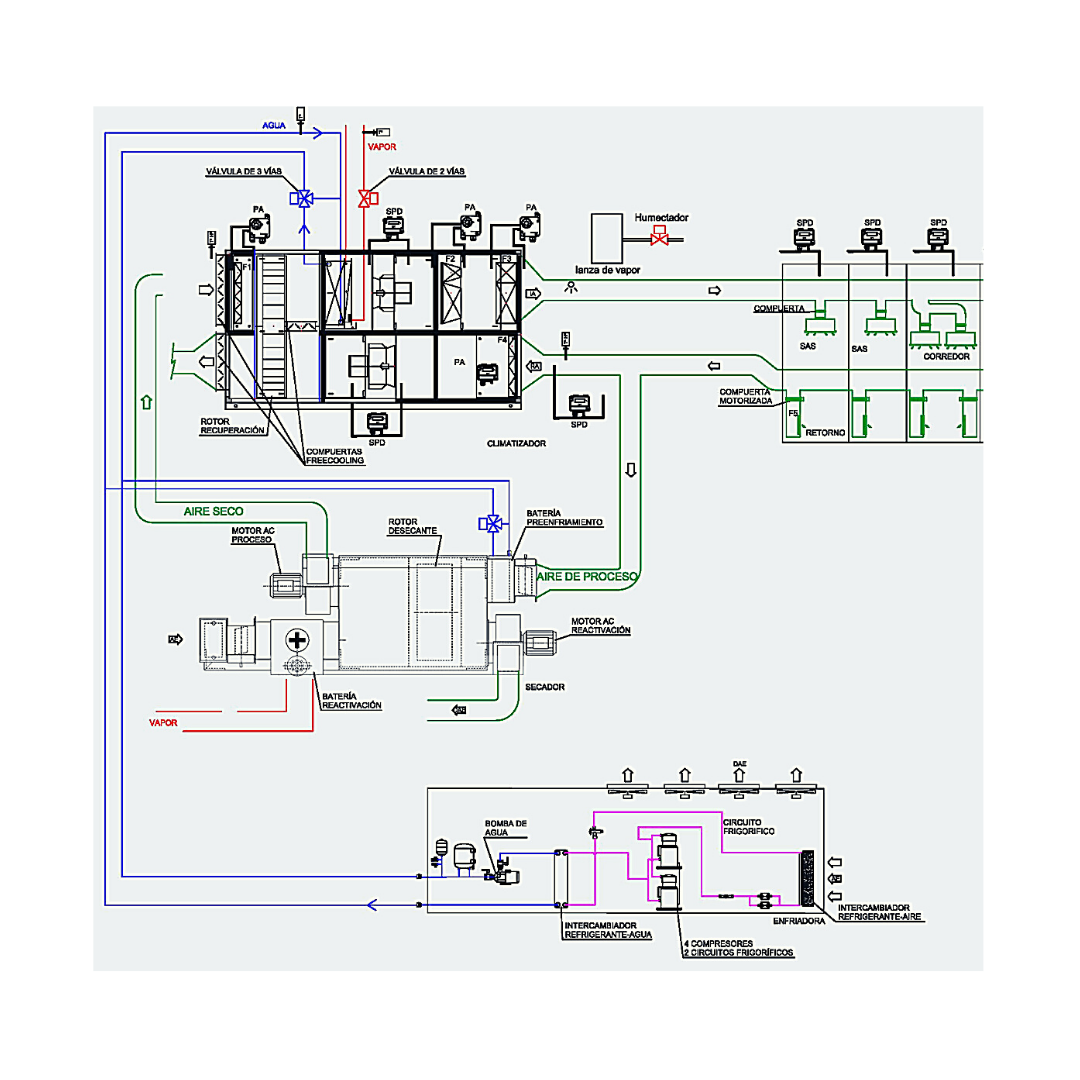 AGUA
VAPOR
VÁLVULA DE 3 VÍAS
VÁLVULA DE 2 VÍAS
PA
SPD
PA
PA
Humectador
lanza de vapor
SPD
SPD
SPD
F1
F2
F3
IA
COMPUERTA
SAS
SAS
CORREDOR
F4
PA
RA
COMPUERTA
MOTORIZADA
F5
RETORNO
ROTOR
RECUPERACIÓN
SPD
SPD
CLIMATIZADOR
COMPUERTAS
FREECOOLING
AIRE SECO
MOTOR AC
PROCESO
ROTOR
DESECANTE
BATERÍA
PREENFRIAMIENTO
AIRE DE PROCESO
MOTOR AC
REACTIVACIÓN
SECADOR
BATERÍA
REACTIVACIÓN
VAPOR
DAE
BOMBA DE
AGUA
CIRCUITO
FRIGORIFICO
INTERCAMBIADOR
REFRIGERANTE-AIRE
ENFRIADORA
INTERCAMBIADOR
REFRIGERANTE-AGUA
4 COMPRESORES
2 CIRCUITOS FRIGORÍFICOS